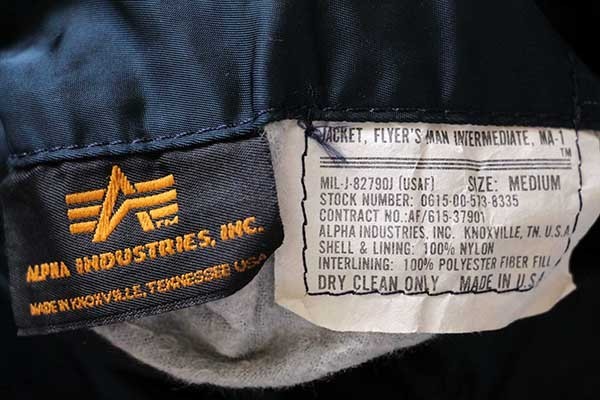 ALPHA INDUSTRIES, INC.
MADE IN KNOXVILLE, TENNESSEE USA
JACKET, FLYER'S MAN INTERMEDIATE, MA-1
TM
MIL-J-82790J (USAF) SIZE: MEDIUM
STOCK NUMBER: 0615-00-513-8335
CONTRACT NO.:AF/615-37901
ALPHA INDUSTRIES, INC. KNOXVILLE, TN. U.S.A
SHELL & LINING: 100% NYLON
INTERLINING: 100% POLYESTER FIBER FILL
DRY CLEAN ONLY MADE IN U.S.A